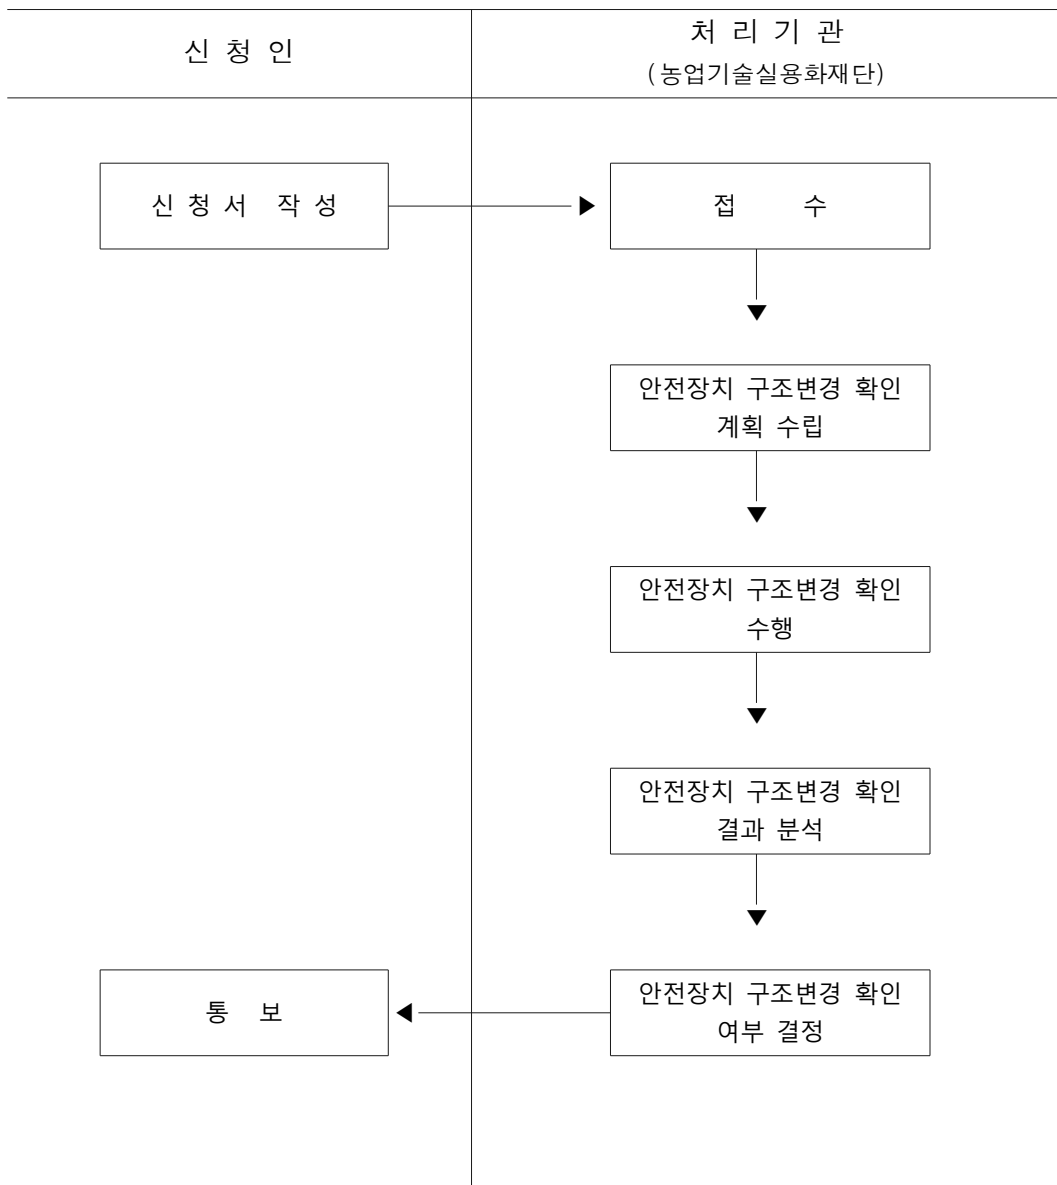 신 청 인
처 리 기 관
(농업기술실용화재단)
신 청 서 작 성
접 수
안전장치 구조변경 확인
계획 수립
안전장치 구조변경 확인
수행
안전장치 구조변경 확인
결과 분석
안전장치 구조변경 확인
여부 결정
통 보